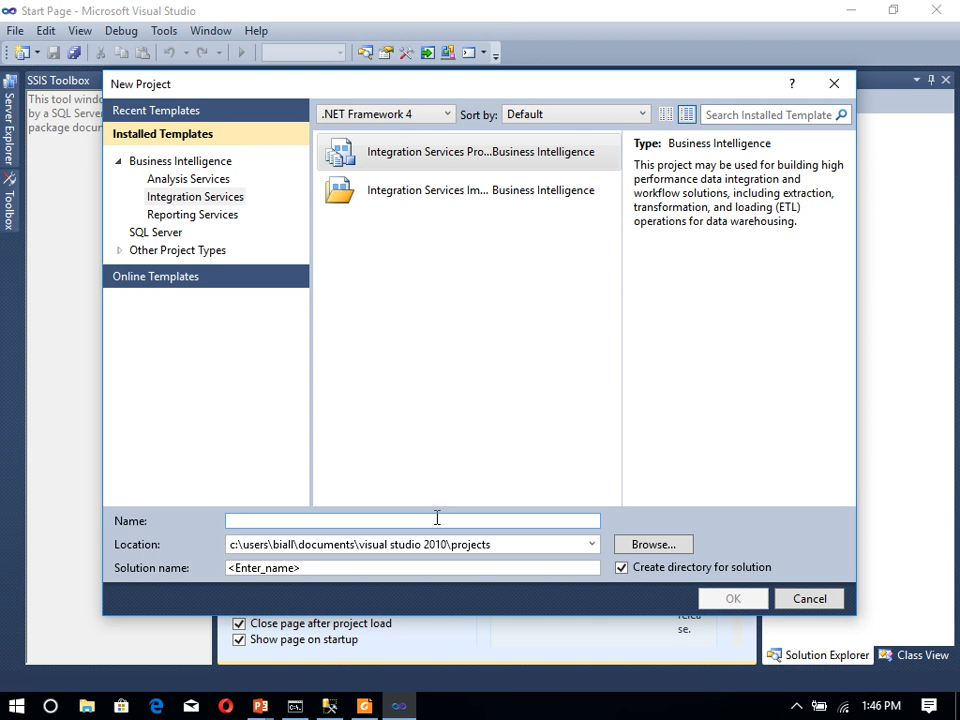 Start Page - Microsoft Visual Studio
File Edit View Debug Tools Window Help
SSIS Toolbox
This tool windo
by a SQL Server
package docum
Server Explorer
Toolbox
New Project
?
Recent Templates
Installed Templates
Business Intelligence
Analysis Services
Integration Services
Reporting Services
SQL Server
Other Project Types
Online Templates
.NET Framework 4 Sort by: Default
Search Installed Template
Integration Services Pro...Business Intelligence
Integration Services Im... Business Intelligence
Type: Business Intelligence
This project may be used for building high
performance data integration and
workflow solutions, including extraction,
transformation, and loading (ETL)
operations for data warehousing.
Name:
Location: c:\users\biall\documents\visual studio 2010\projects Browse...
Solution name: <Enter_name> Create directory for solution
OK Cancel
Close page after project load
Show page on startup
se.
Solution Explorer Class View
1:46 PM